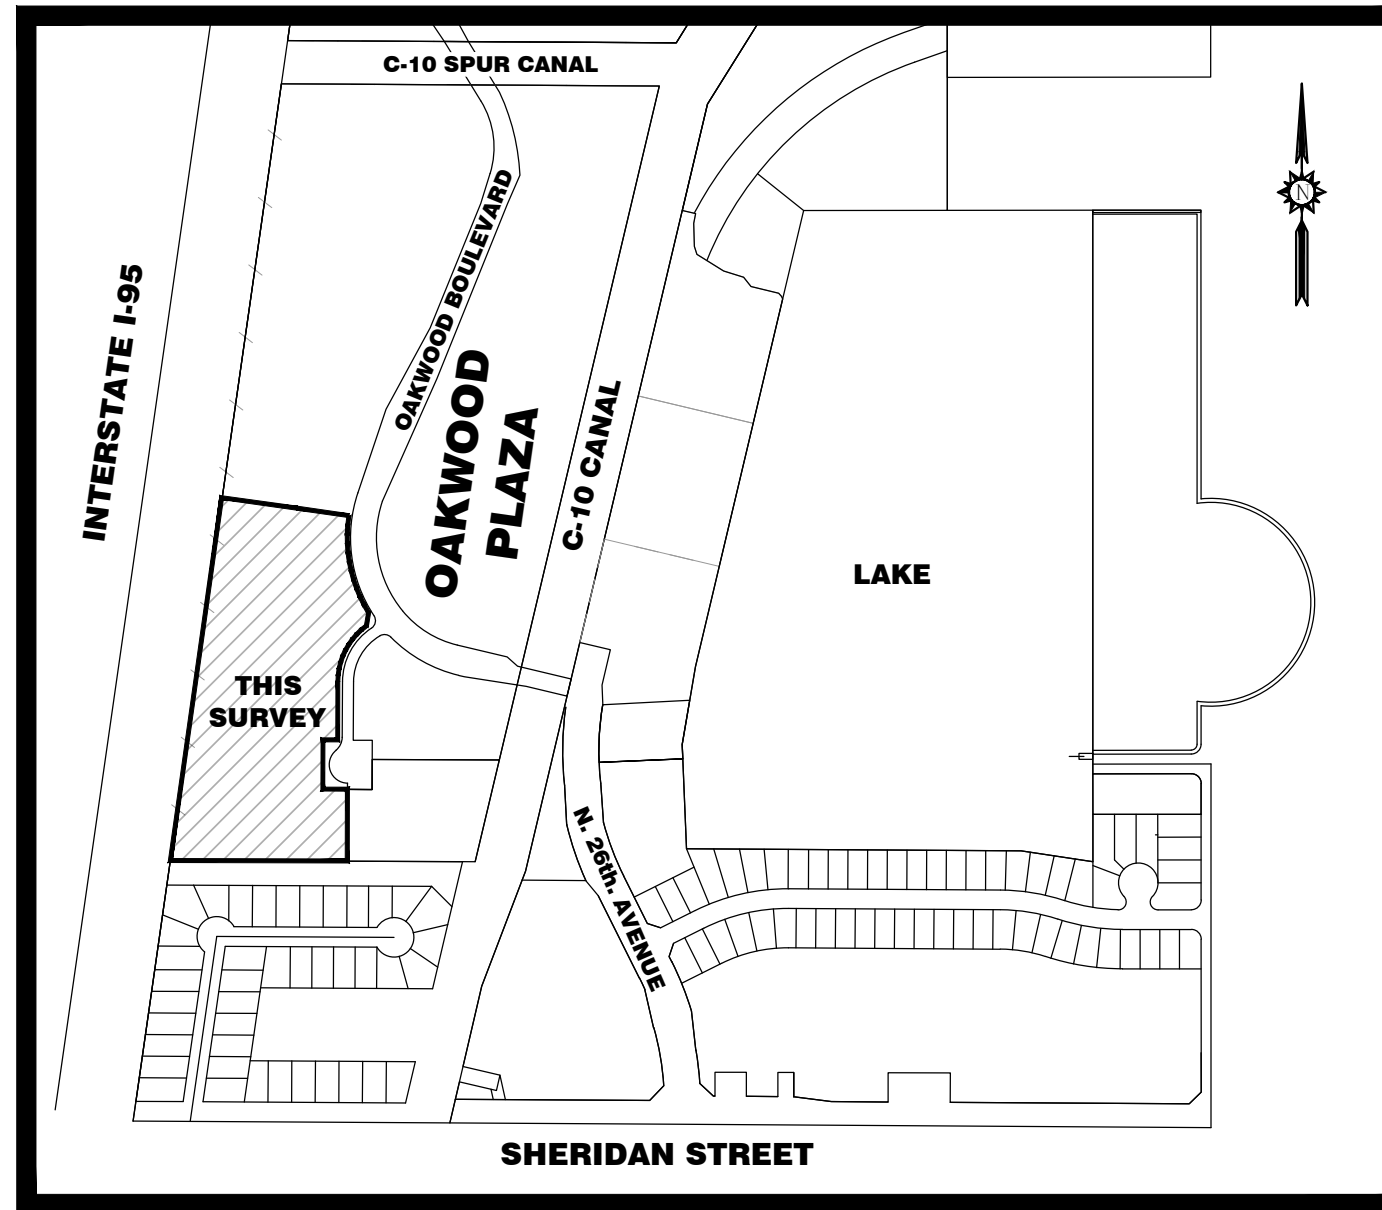 C-10 SPUR CANAL
N
OAKWOOD BOULEVARD
INTERSTATE I-95
OAKWOOD
PLAZA
C-10 CANAL
LAKE
THIS
SURVEY
N. 26th. AVENUE
SHERIDAN STREET